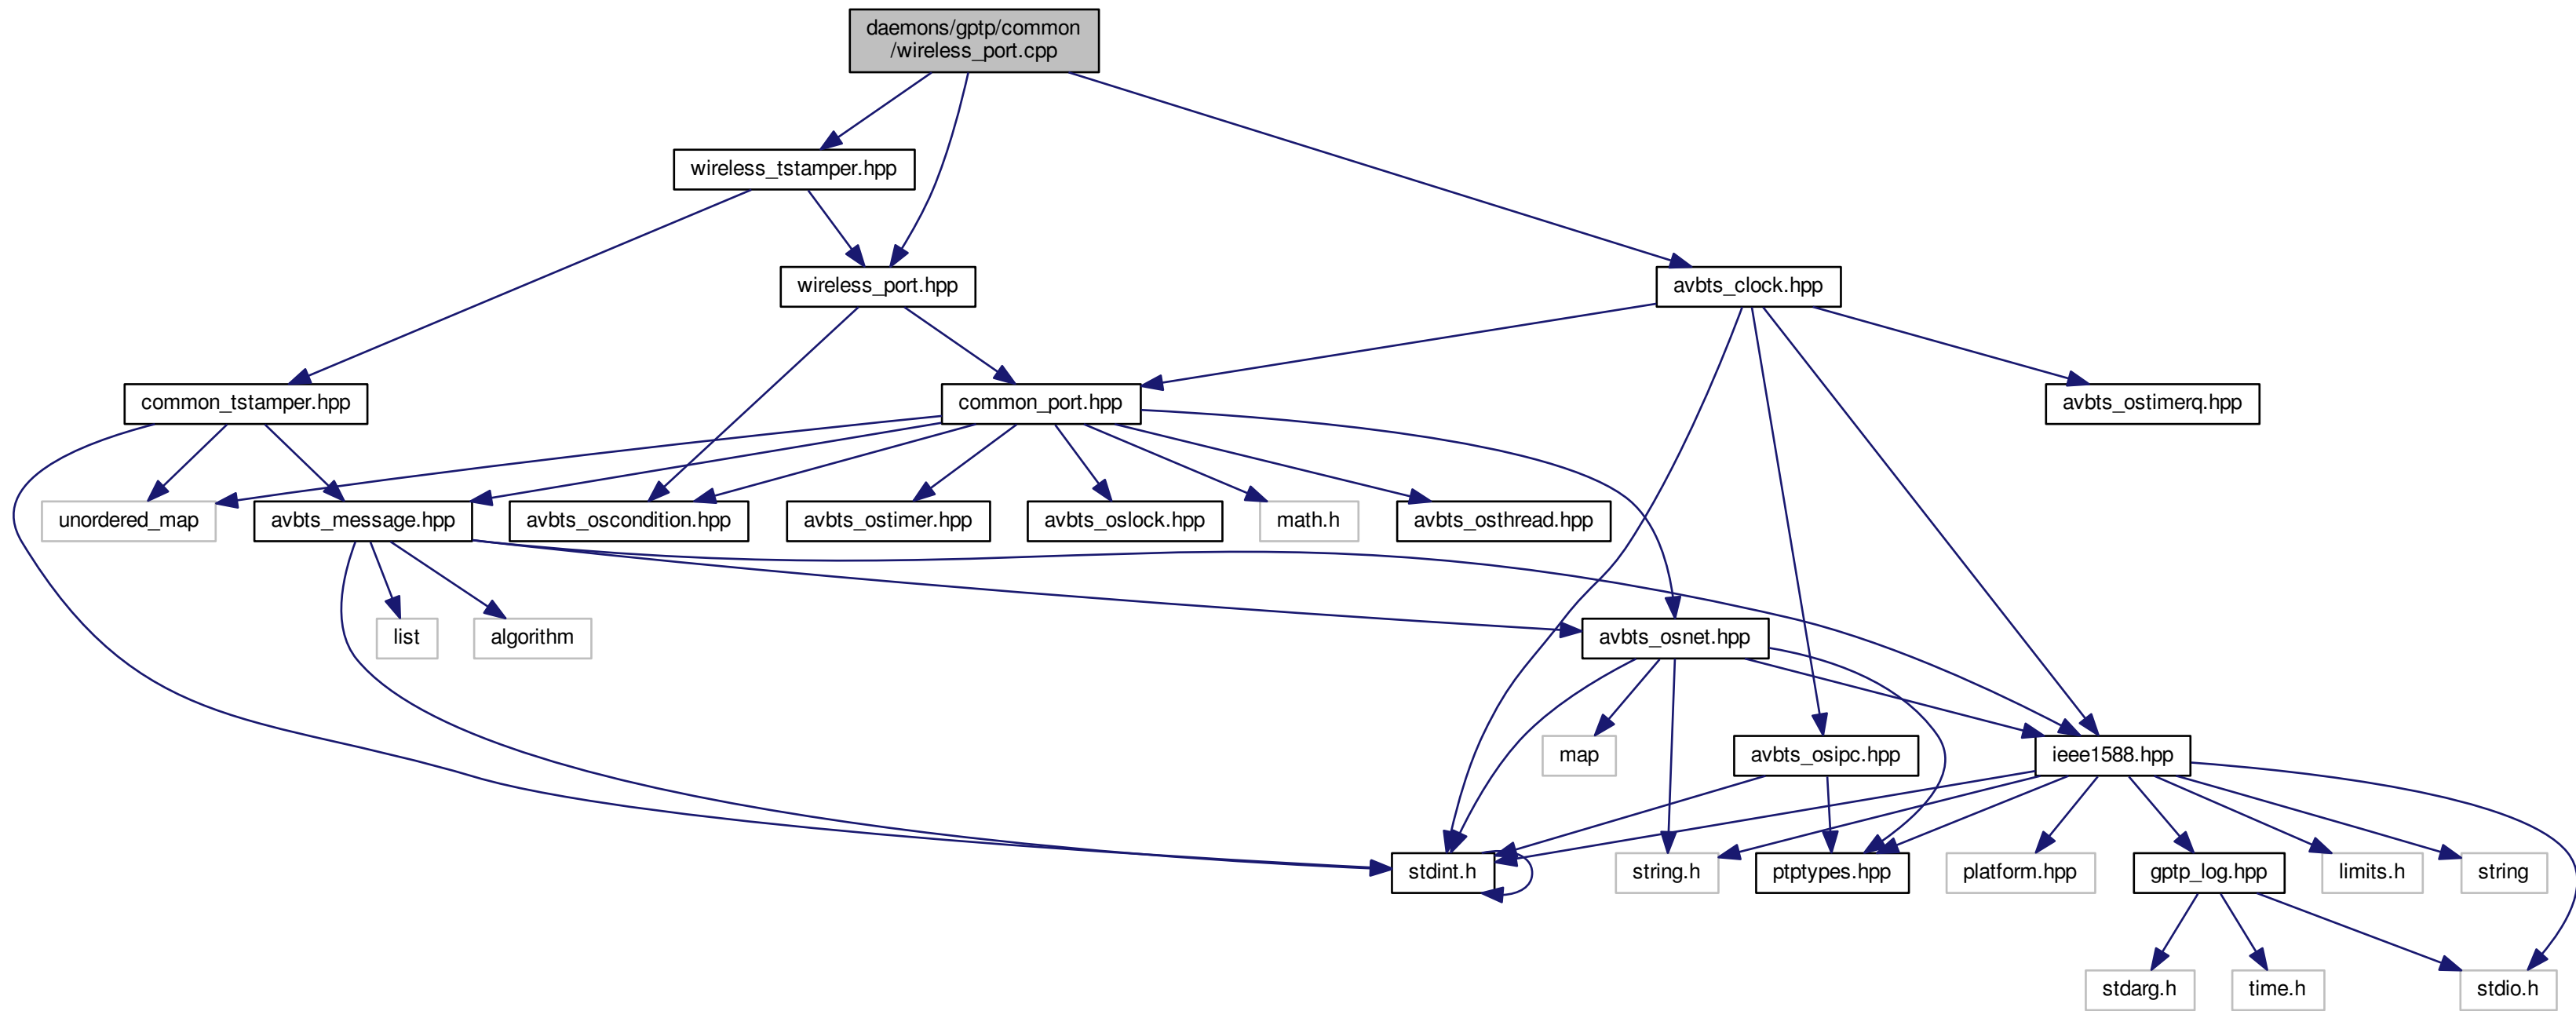 daemons/gptp/common
/wireless_port.cpp
wireless_tstamper.hpp
wireless_port.hpp
avbts_clock.hpp
common_tstamper.hpp
common_port.hpp
avbts_ostimerq.hpp
unordered_map
avbts_message.hpp
avbts_oscondition.hpp
avbts_ostimer.hpp
avbts_oslock.hpp
math.h
avbts_osthread.hpp
list
algorithm
avbts_osnet.hpp
map
avbts_osipc.hpp
ieee1588.hpp
stdint.h
string.h
ptptypes.hpp
platform.hpp
gptp_log.hpp
limits.h
string
stdarg.h
time.h
stdio.h